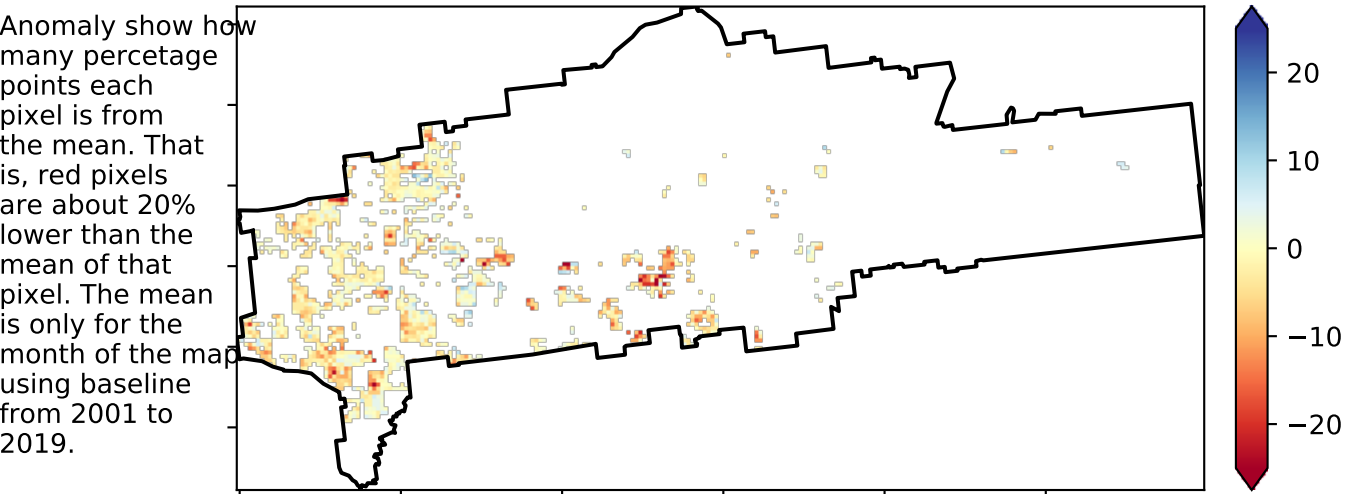 Anomaly show how
many percetage
points each
pixel is from
the mean. That
is, red pixels
are about 20%
lower than the
mean of that
pixel. The mean
is only for the
month of the map
using baseline
from 2001 to
2019.
20
10
0
−10
−20